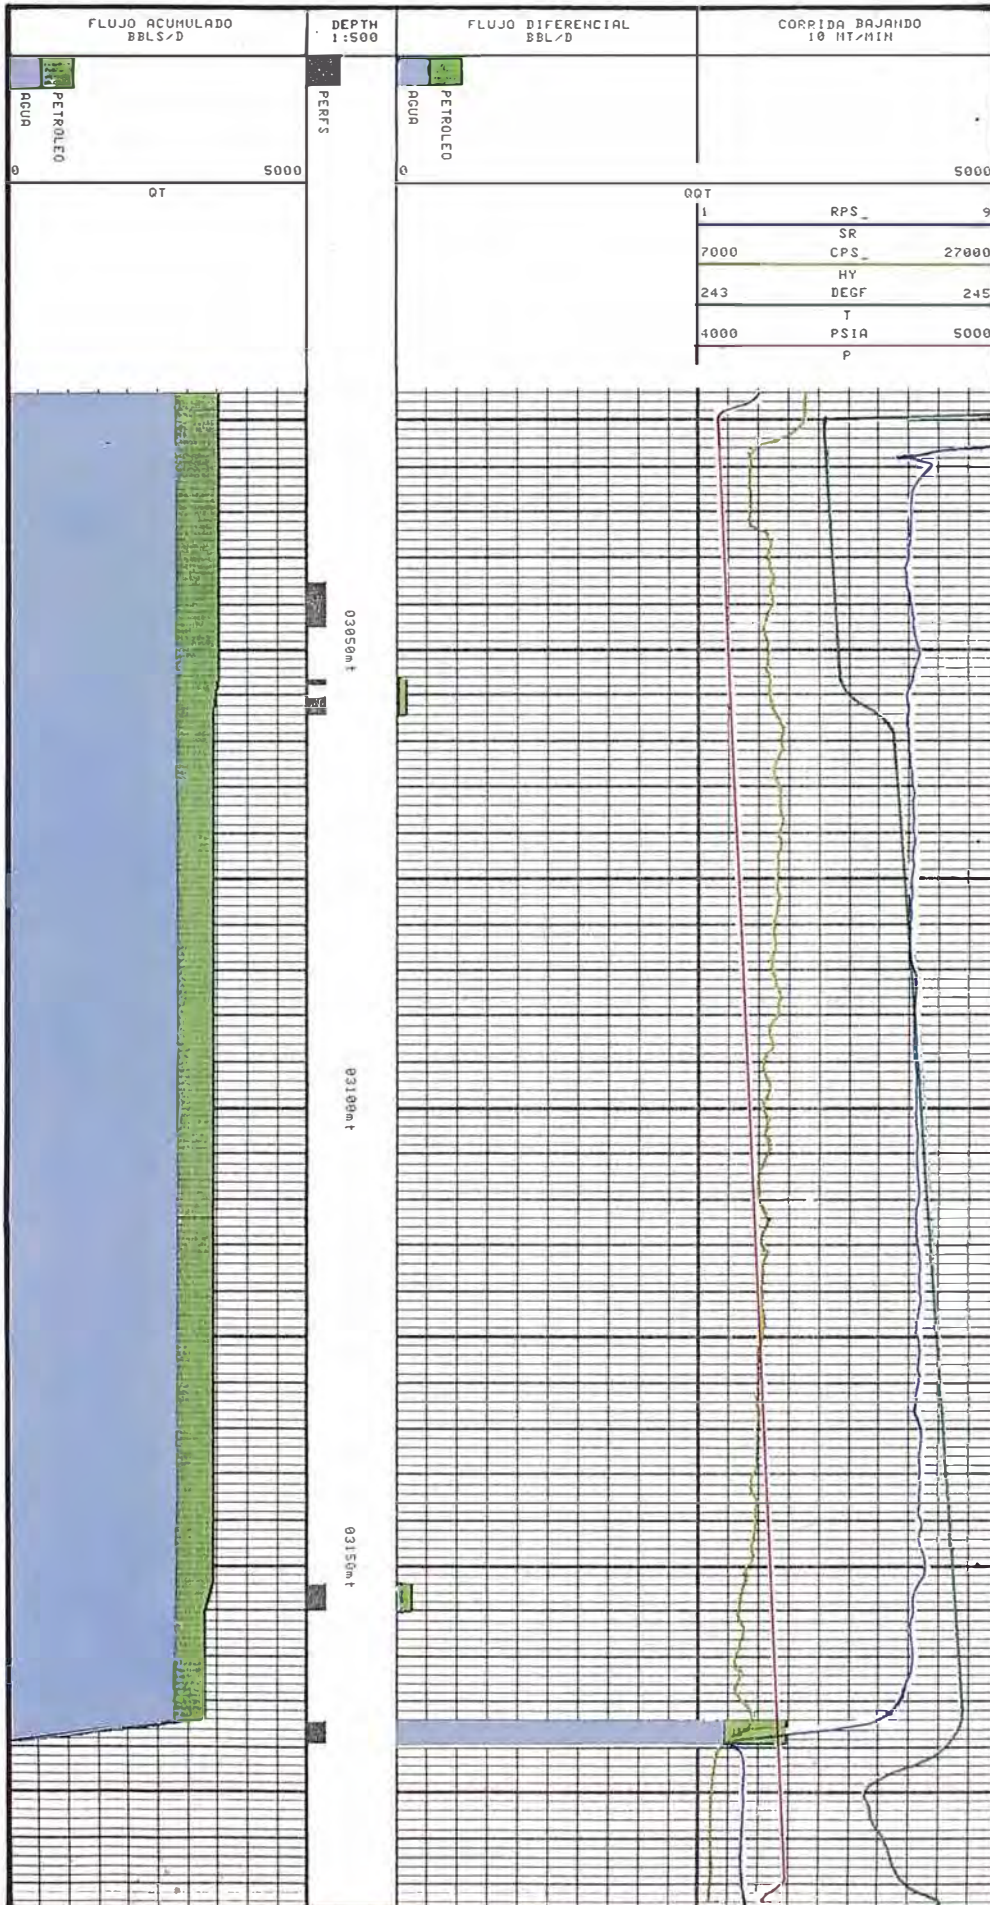 FLUJO ACUMULADO
BBLS/D
DEPTH
1:500
FLUJO DIFERENCIAL
BBL/D
CORRIDA BAJANDO
10 MT/MIN
AGUA
PETROLEO
PERFS
AGUA
PETROLEO
0 5000
QT
0 5000
QQT
1 RPS_ 9
SR
7000 CPS_ 27000
HY
243 DEGF 245
T
4000 PSIA 5000
P
03050mt
03100mt
03150mt